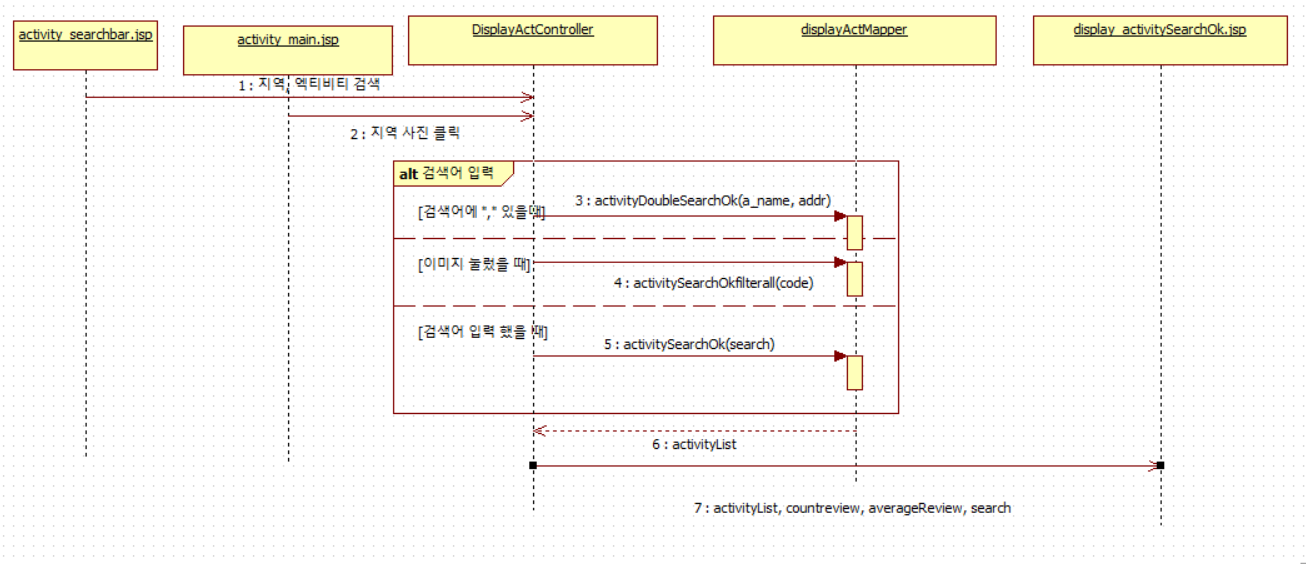 activity_searchbar.jsp
activity_main.jsp
DisplayActController
displayActMapper
display_activitySearchOk.jsp
1 : 지역, 엑티비티 검색
2 : 지역 사진 클릭
alt 검색어 입력
[검색어에 "," 있을때]
3 : activityDoubleSearchOk(a_name, addr)
[이미지 눌렀을 때]
4 : activitySearchOkfilterall(code)
[검색어 입력 했을 때]
5 : activitySearchOk(search)
6 : activityList
7 : activityList, countreview, averageReview, search